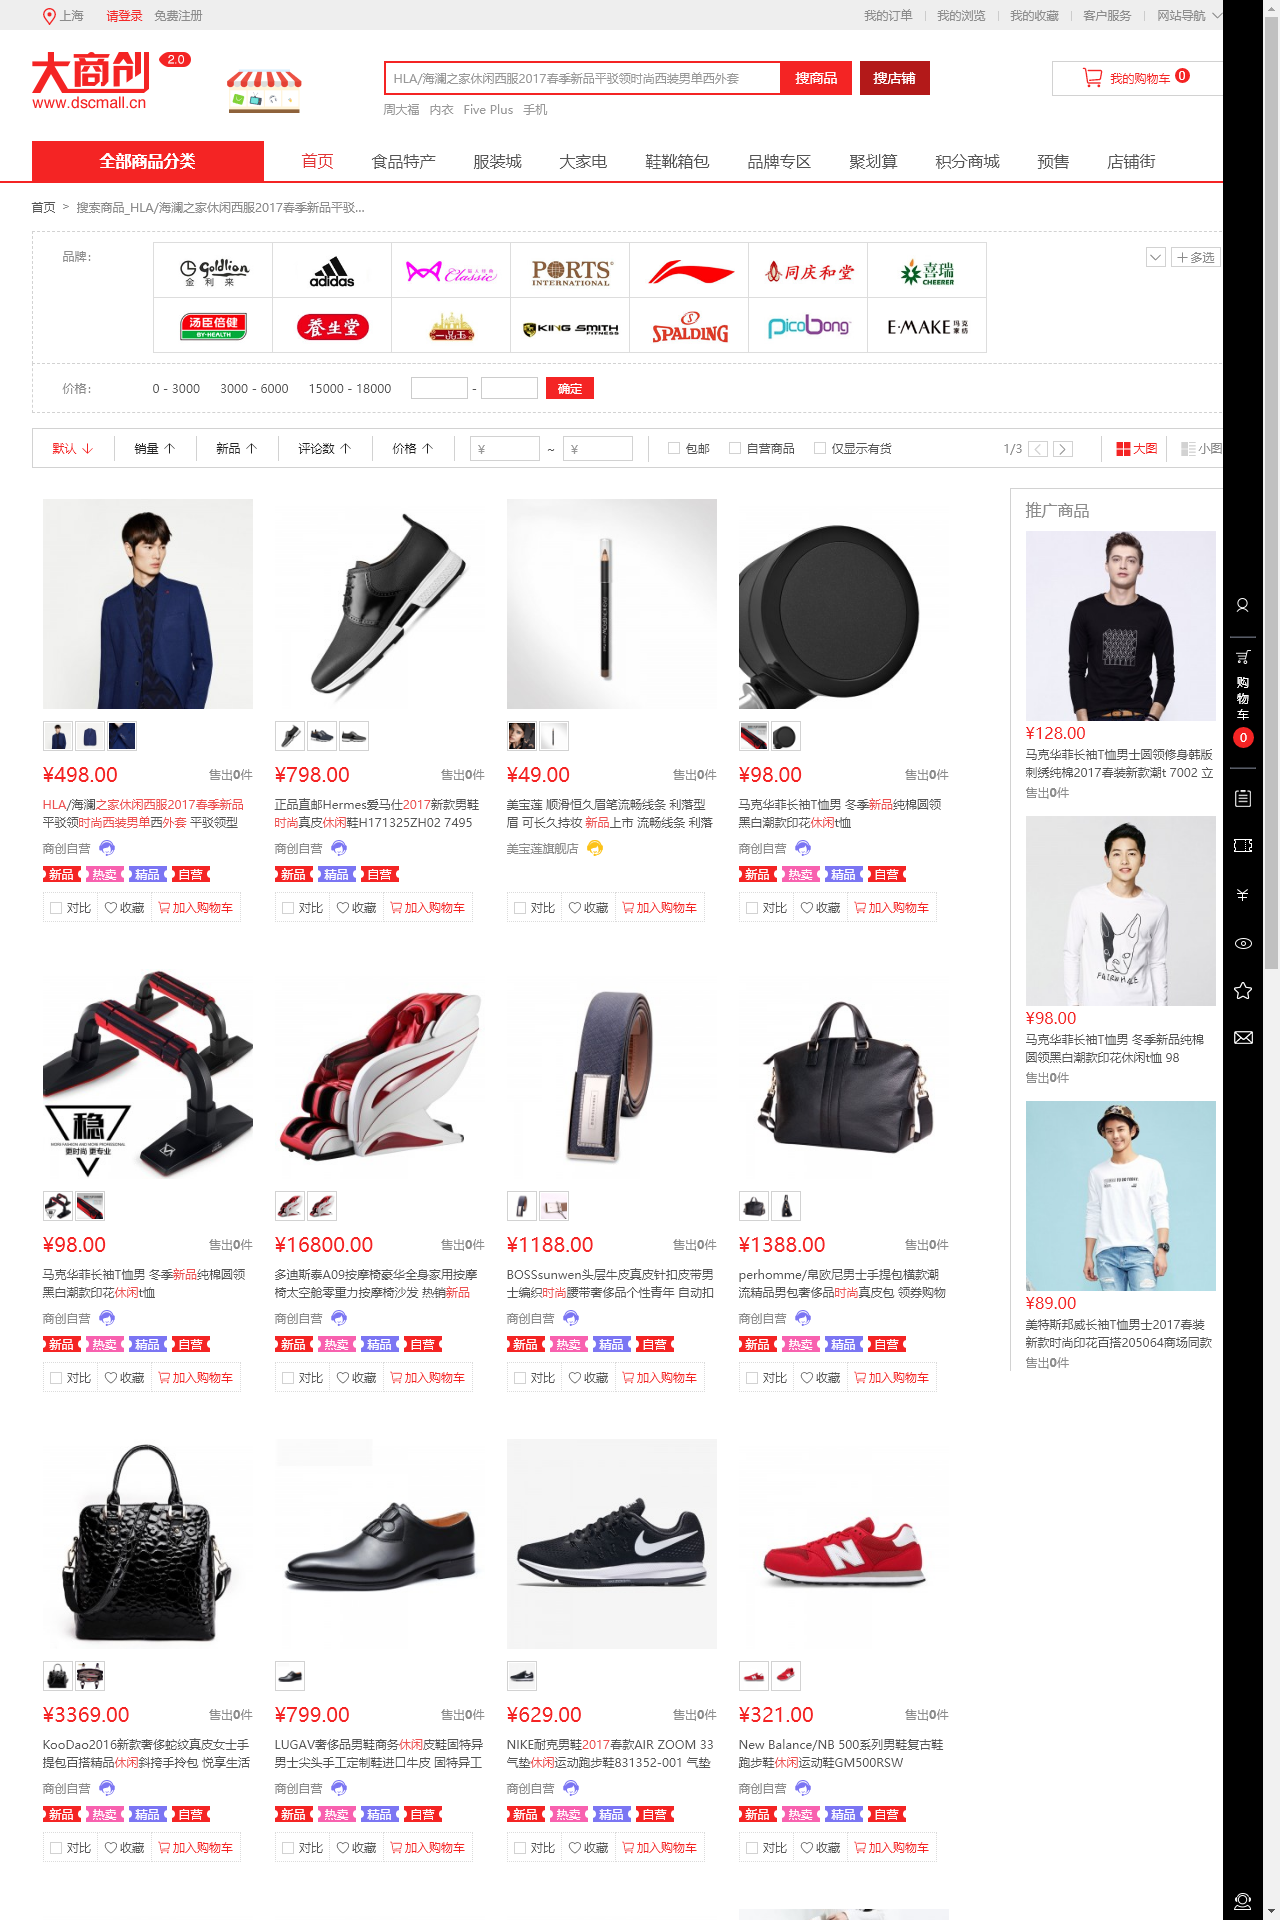 上海 请登录 免费注册 我的订单 我的浏览 我的收藏 客户服务 网站导航
大商创 2.0
www.dscmall.cn
HLA/海澜之家休闲西服2017春季新品平驳领时尚西装男单西外套 搜商品 搜店铺
我的购物车 0
周大福 内衣 Five Plus 手机
全部商品分类 首页 食品特产 服装城 大家电 鞋靴箱包 品牌专区 聚划算 积分商城 预售 店铺街
首页 > 搜索商品_HLA/海澜之家休闲西服2017春季新品平驳...
品牌： Goldlion 金利来 adidas Classic PORTS INTERNATIONAL 同庆和堂 喜瑞 CHEERER 多选
汤臣倍健 BY-HEALTH 养生堂 一品玉 KING SMITH FITNESS SPALDING PicoBong E·MAKE 玛克家纺
价格： 0 - 3000 3000 - 6000 15000 - 18000 - 确定
默认 销量 新品 评论数 价格 ¥ ~ ¥ 包邮 自营商品 仅显示有货 1/3 大图 小图
推广商品
¥498.00 售出0件
HLA/海澜之家休闲西服2017春季新品
平驳领时尚西装男单西外套 平驳领型
商创自营
新品 热卖 精品 自营
对比 收藏 加入购物车
¥798.00 售出0件
正品直邮Hermes爱马仕2017新款男鞋
时尚真皮休闲鞋H171325ZH02 7495
商创自营
新品 精品 自营
对比 收藏 加入购物车
¥49.00 售出0件
美宝莲 顺滑恒久眉笔流畅线条 利落型
眉 可长久持妆 新品上市 流畅线条 利落
美宝莲旗舰店
对比 收藏 加入购物车
¥98.00 售出0件
马克华菲长袖T恤男 冬季新品纯棉圆领
黑白潮款印花休闲t恤
商创自营
新品 热卖 精品 自营
对比 收藏 加入购物车
¥128.00
马克华菲长袖T恤男士圆领修身韩版
刺绣纯棉2017春装新款潮t 7002 立
售出0件
¥98.00
马克华菲长袖T恤男 冬季新品纯棉
圆领黑白潮款印花休闲t恤 98
售出0件
¥89.00
美特斯邦威长袖T恤男士2017春装
新款时尚印花百搭205064商场同款
售出0件
购物车
0
¥
稳
MORE FASHION AND MORE PROFESSIONAL
更时尚 更专业
¥98.00 售出0件
马克华菲长袖T恤男 冬季新品纯棉圆领
黑白潮款印花休闲t恤
商创自营
新品 热卖 精品 自营
对比 收藏 加入购物车
¥16800.00 售出0件
多迪斯泰A09按摩椅豪华全身家用按摩
椅太空舱零重力按摩椅沙发 热销新品
商创自营
新品 热卖 精品 自营
对比 收藏 加入购物车
¥1188.00 售出0件
BOSSsunwen头层牛皮真皮针扣皮带男
士编织时尚腰带奢侈品个性青年 自动扣
商创自营
新品 热卖 精品 自营
对比 收藏 加入购物车
¥1388.00 售出0件
perhomme/帛欧尼男士手提包横款潮
流精品男包奢侈品时尚真皮包 领券购物
商创自营
新品 热卖 精品 自营
对比 收藏 加入购物车
¥3369.00 售出0件
KooDao2016新款奢侈蛇纹真皮女士手
提包百搭精品休闲斜挎手拎包 悦享生活
商创自营
新品 热卖 精品 自营
对比 收藏 加入购物车
¥799.00 售出0件
LUGAV奢侈品男鞋商务休闲皮鞋固特异
男士尖头手工定制鞋进口牛皮 固特异工
商创自营
新品 热卖 精品 自营
对比 收藏 加入购物车
¥629.00 售出0件
NIKE耐克男鞋2017春款AIR ZOOM 33
气垫休闲运动跑步鞋831352-001 气垫
商创自营
新品 热卖 精品 自营
对比 收藏 加入购物车
¥321.00 售出0件
New Balance/NB 500系列男鞋复古鞋
跑步鞋休闲运动鞋GM500RSW
商创自营
新品 热卖 精品 自营
对比 收藏 加入购物车